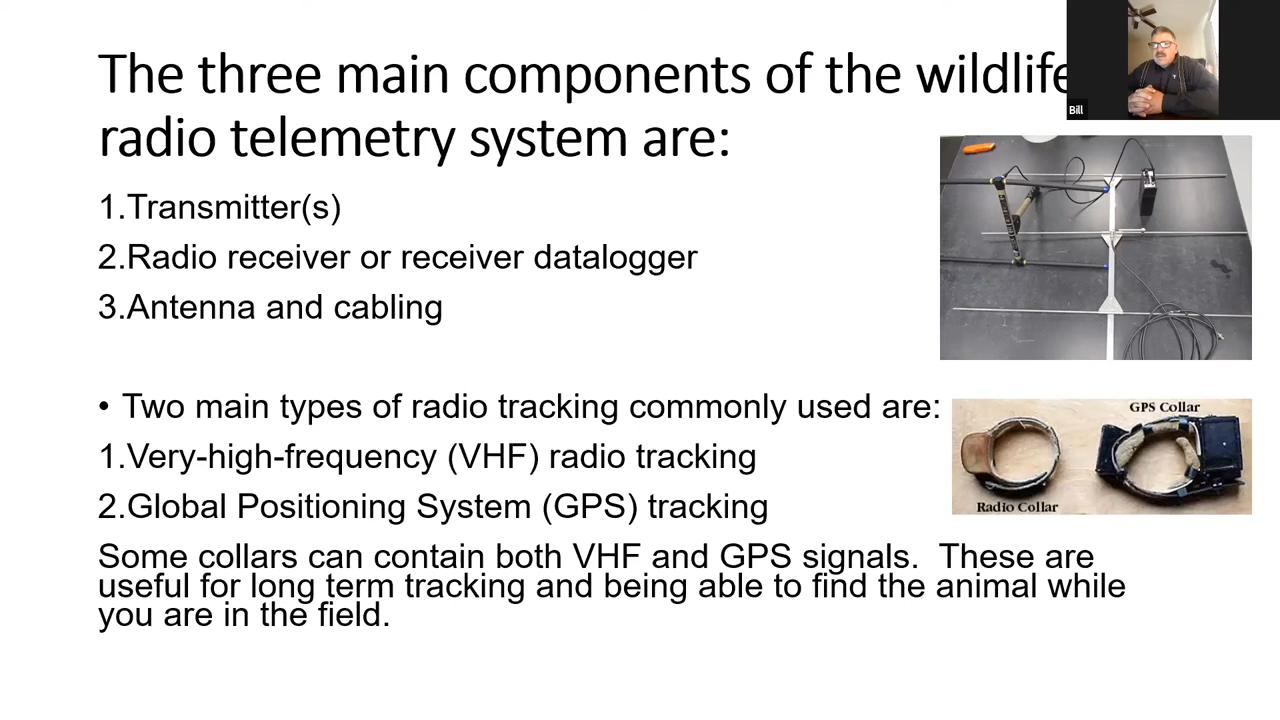 The three main components of the wildlife
radio telemetry system are:
Bill
1.Transmitter(s)
2.Radio receiver or receiver datalogger
3.Antenna and cabling
• Two main types of radio tracking commonly used are:
1.Very-high-frequency (VHF) radio tracking
2.Global Positioning System (GPS) tracking
GPS Collar
Radio Collar
Some collars can contain both VHF and GPS signals.  These are
useful for long term tracking and being able to find the animal while
you are in the field.